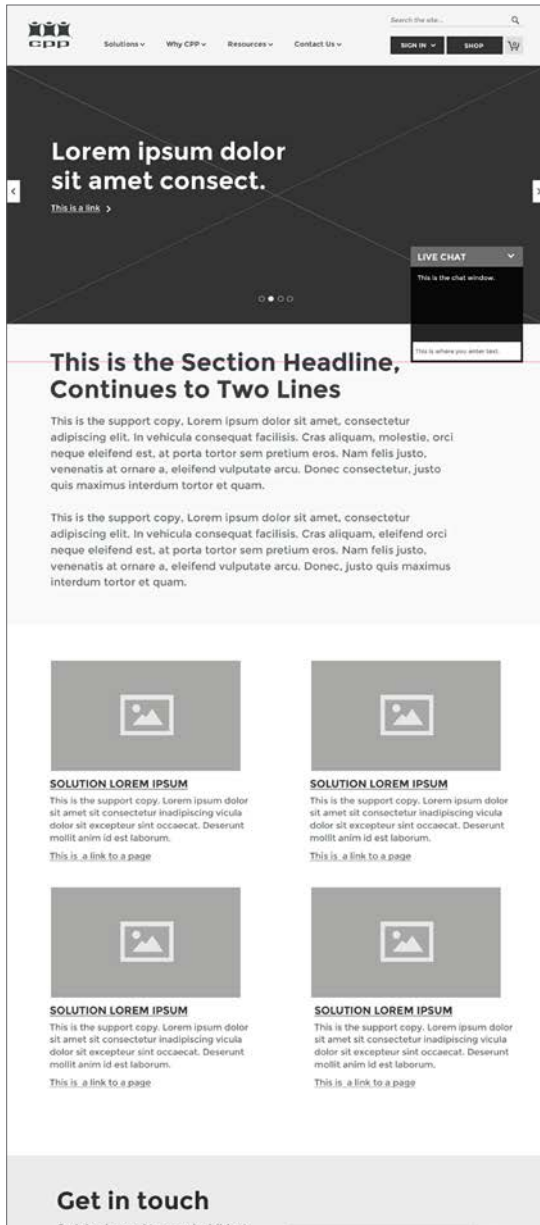 Search the site...
cpp
Solutions
Why CPP
Resources
Contact Us
SIGN IN
SHOP
Lorem ipsum dolor
sit amet consect.
This is a link
LIVE CHAT
This is the chat window.
This is where you enter text.
This is the Section Headline,
Continues to Two Lines
This is the support copy, Lorem ipsum dolor sit amet, consectetur
adipiscing elit. In vehicula consequat facilisis. Cras aliquam, molestie, orci
neque eleifend est, at porta tortor sem pretium eros. Nam felis justo,
venenatis at ornare a, eleifend vulputate arcu. Donec consectetur, justo
quis maximus interdum tortor et quam.
This is the support copy, Lorem ipsum dolor sit amet, consectetur
adipiscing elit. In vehicula consequat facilisis. Cras aliquam, eleifend orci
neque eleifend est, at porta tortor sem pretium eros. Nam felis justo,
venenatis at ornare a, eleifend vulputate arcu. Donec, justo quis maximus
interdum tortor et quam.
SOLUTION LOREM IPSUM
This is the support copy. Lorem ipsum dolor
sit amet sit consectetur inadipiscing vicula
dolor sit excepteur sint occaecat. Deserunt
mollit anim id est laborum.
This is a link to a page
SOLUTION LOREM IPSUM
This is the support copy. Lorem ipsum dolor
sit amet sit consectetur inadipiscing vicula
dolor sit excepteur sint occaecat. Deserunt
mollit anim id est laborum.
This is a link to a page
SOLUTION LOREM IPSUM
This is the support copy. Lorem ipsum dolor
sit amet sit consectetur inadipiscing vicula
dolor sit excepteur sint occaecat. Deserunt
mollit anim id est laborum.
This is a link to a page
SOLUTION LOREM IPSUM
This is the support copy. Lorem ipsum dolor
sit amet sit consectetur inadipiscing vicula
dolor sit excepteur sint occaecat. Deserunt
mollit anim id est laborum.
This is a link to a page
Get in touch